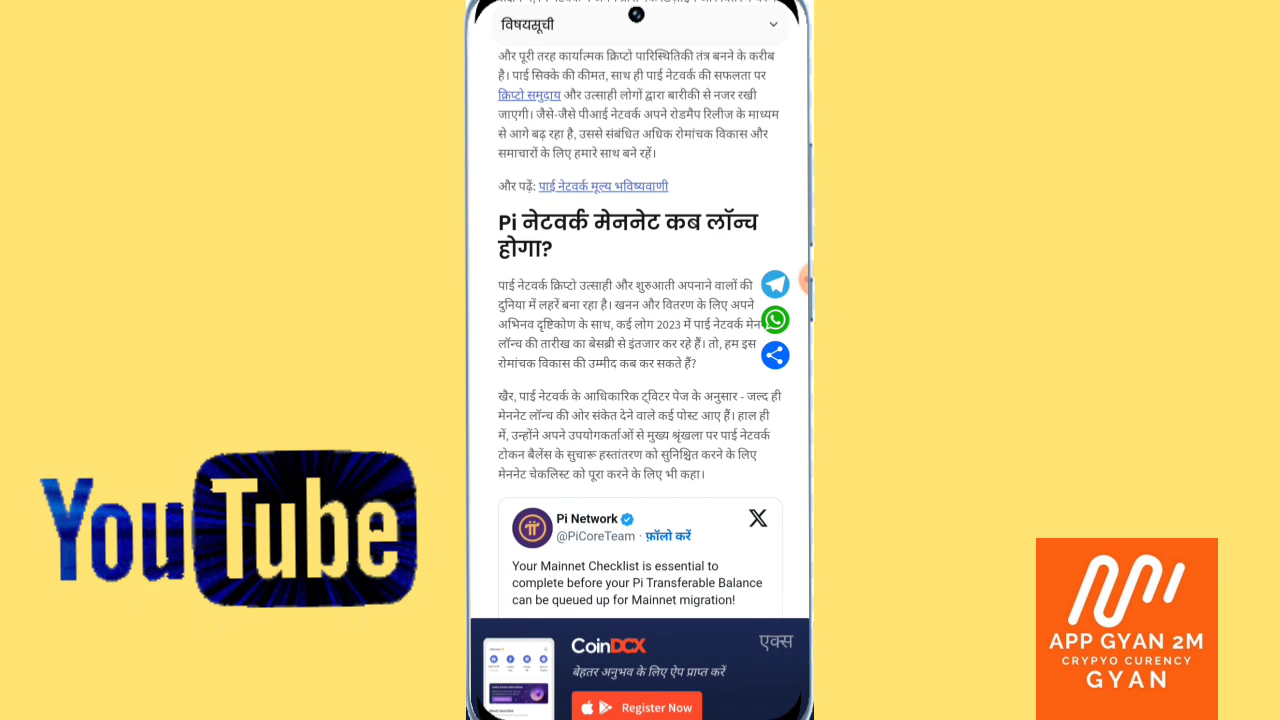 विषयसूची
और पूरी तरह कार्यात्मक क्रिप्टो पारिस्थितिकी तंत्र बनने के करीब
है। पाई सिक्के की कीमत, साथ ही पाई नेटवर्क की सफलता पर
क्रिप्टो समुदाय और उत्साही लोगों द्वारा बारीकी से नजर रखी
जाएगी। जैसे-जैसे पीआई नेटवर्क अपने रोडमैप रिलीज के माध्यम
से आगे बढ़ रहा है, उससे संबंधित अधिक रोमांचक विकास और
समाचारों के लिए हमारे साथ बने रहें।
और पढ़ें: पाई नेटवर्क मूल्य भविष्यवाणी
Pi नेटवर्क मेननेट कब लॉन्च
होगा?
पाई नेटवर्क क्रिप्टो उत्साही और शुरुआती अपनाने वालों की
दुनिया में लहरें बना रहा है। खनन और वितरण के लिए अपने
अभिनव दृष्टिकोण के साथ, कई लोग 2023 में पाई नेटवर्क
लॉन्च की तारीख का बेसब्री से इंतजार कर रहे हैं। तो, हम इस
रोमांचक विकास की उम्मीद कब कर सकते हैं?
खैर, पाई नेटवर्क के आधिकारिक ट्विटर पेज के अनुसार - जल्द ही
मेननेट लॉन्च की ओर संकेत देने वाले कई पोस्ट आए हैं। हाल ही
में, उन्होंने अपने उपयोगकर्ताओं से मुख्य श्रृंखला पर पाई नेटवर्क
टोकन बैलेंस के सुचारू हस्तांतरण को सुनिश्चित करने के लिए
मेननेट चेकलिस्ट को पूरा करने के लिए भी कहा।
Pi Network
@PiCoreTeam · फ़ॉलो करें
Your Mainnet Checklist is essential to
complete before your Pi Transferable Balance
can be queued up for Mainnet migration!
CoinDCX
एक्स
बेहतर अनुभव के लिए ऐप प्राप्त करें
Register Now
YouTube
APP GYAN 2M
CRYPYO CURENCY
GYAN